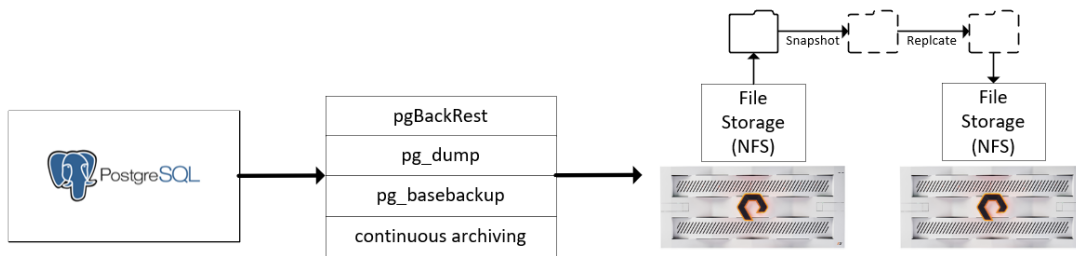 PostgreSQL
pgBackRest
pg_dump
pg_basebackup
continuous archiving
Snapshot
Replcate
File
Storage
(NFS)
File
Storage
(NFS)